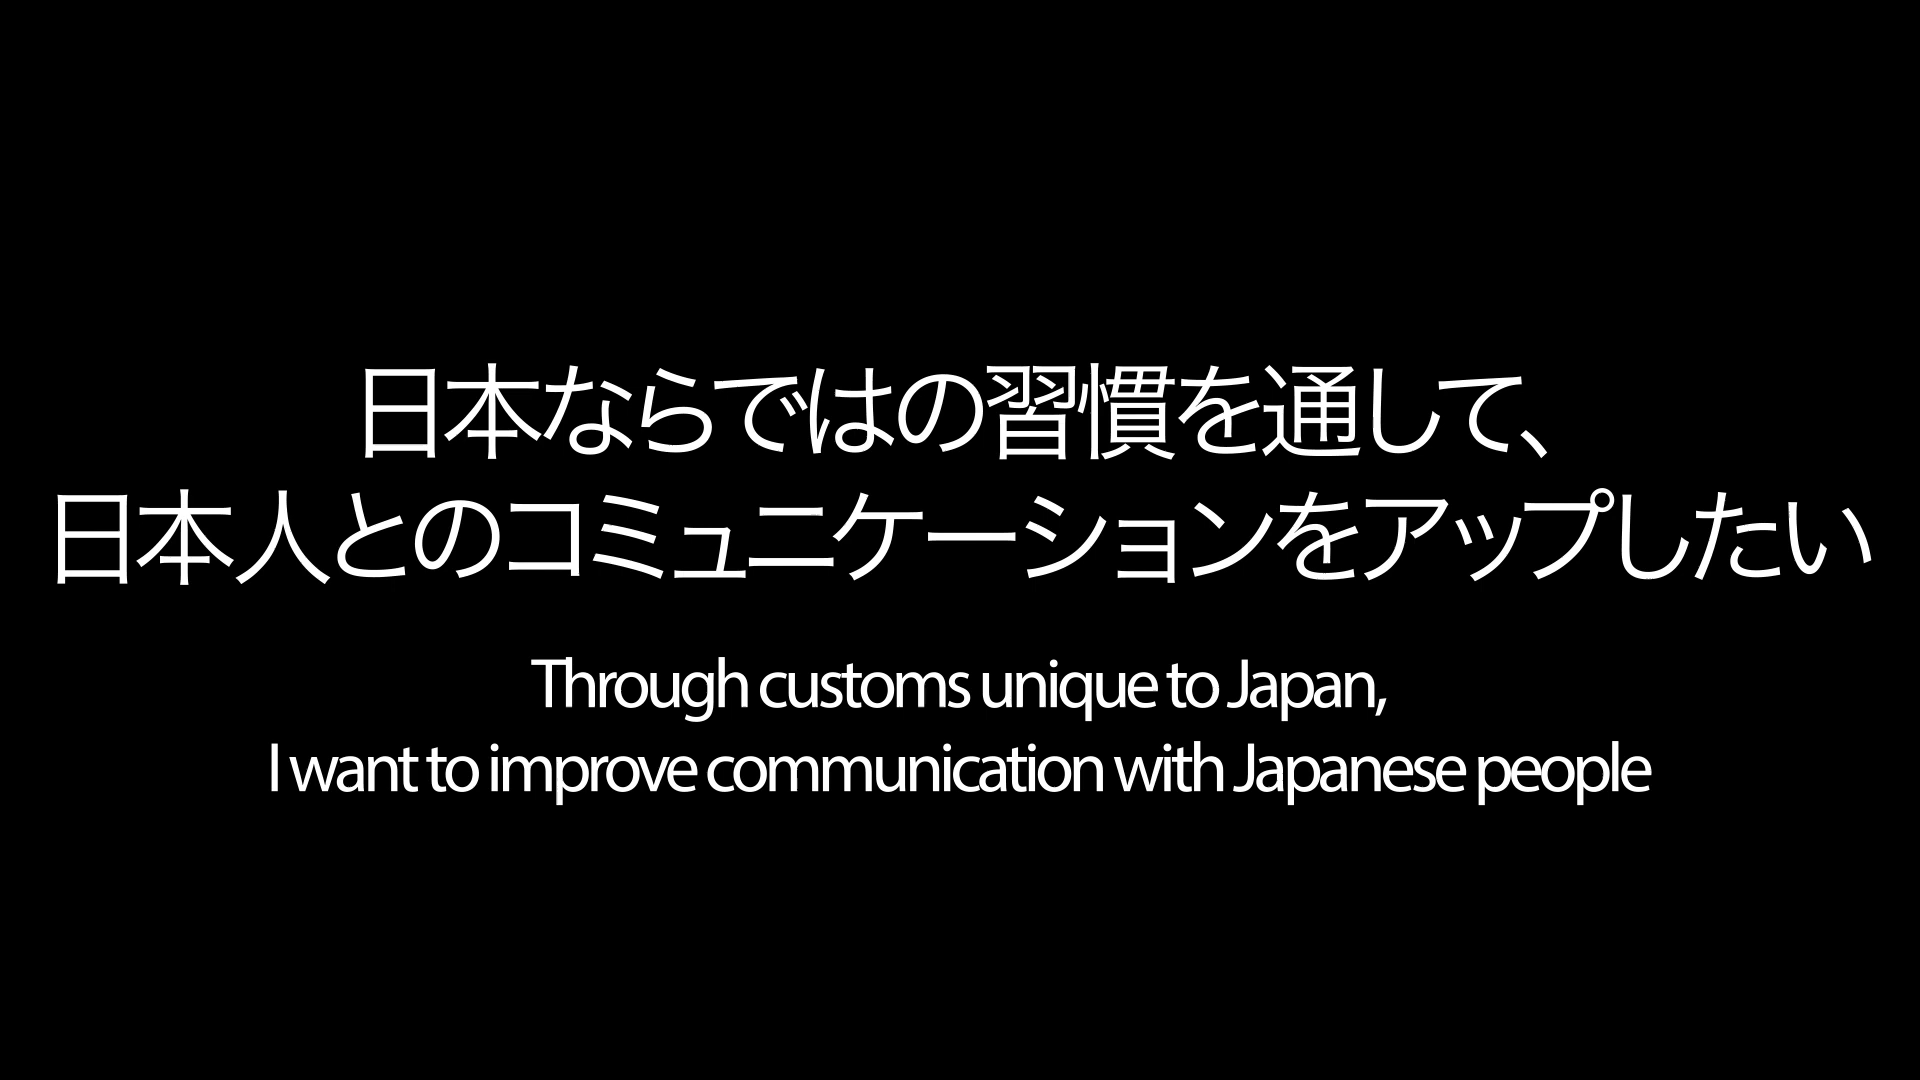 日本ならではの習慣を通して、
日本人とのコミュニケーションをアップしたい
Through customs unique to Japan,
I want to improve communication with Japanese people